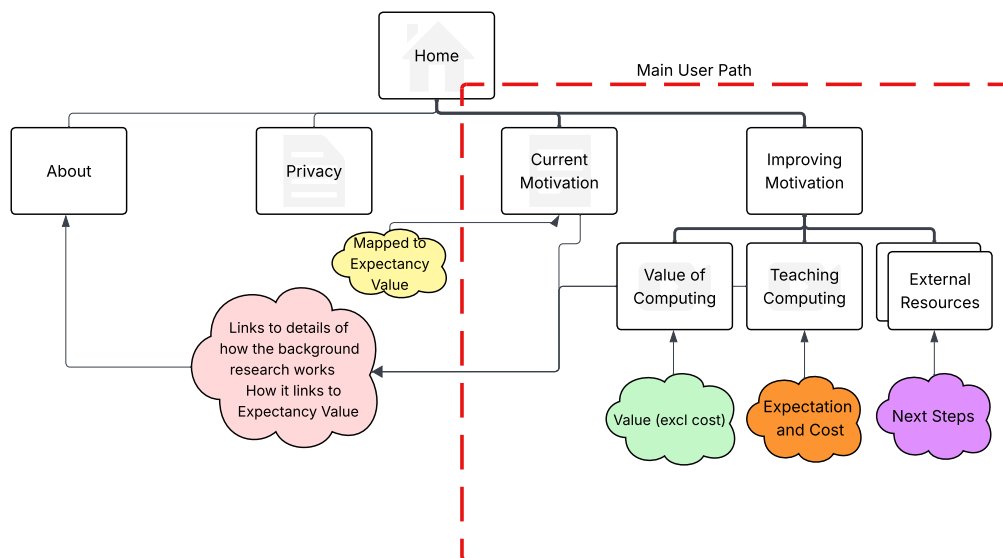 Home
Main User Path
About
Privacy
Current
Motivation
Improving
Motivation
Mapped to
Expectancy
Value
Value of
Computing
Teaching
Computing
External
Resources
Links to details of
how the background
research works
How it links to
Expectancy Value
Value (excl cost)
Expectation
and Cost
Next Steps